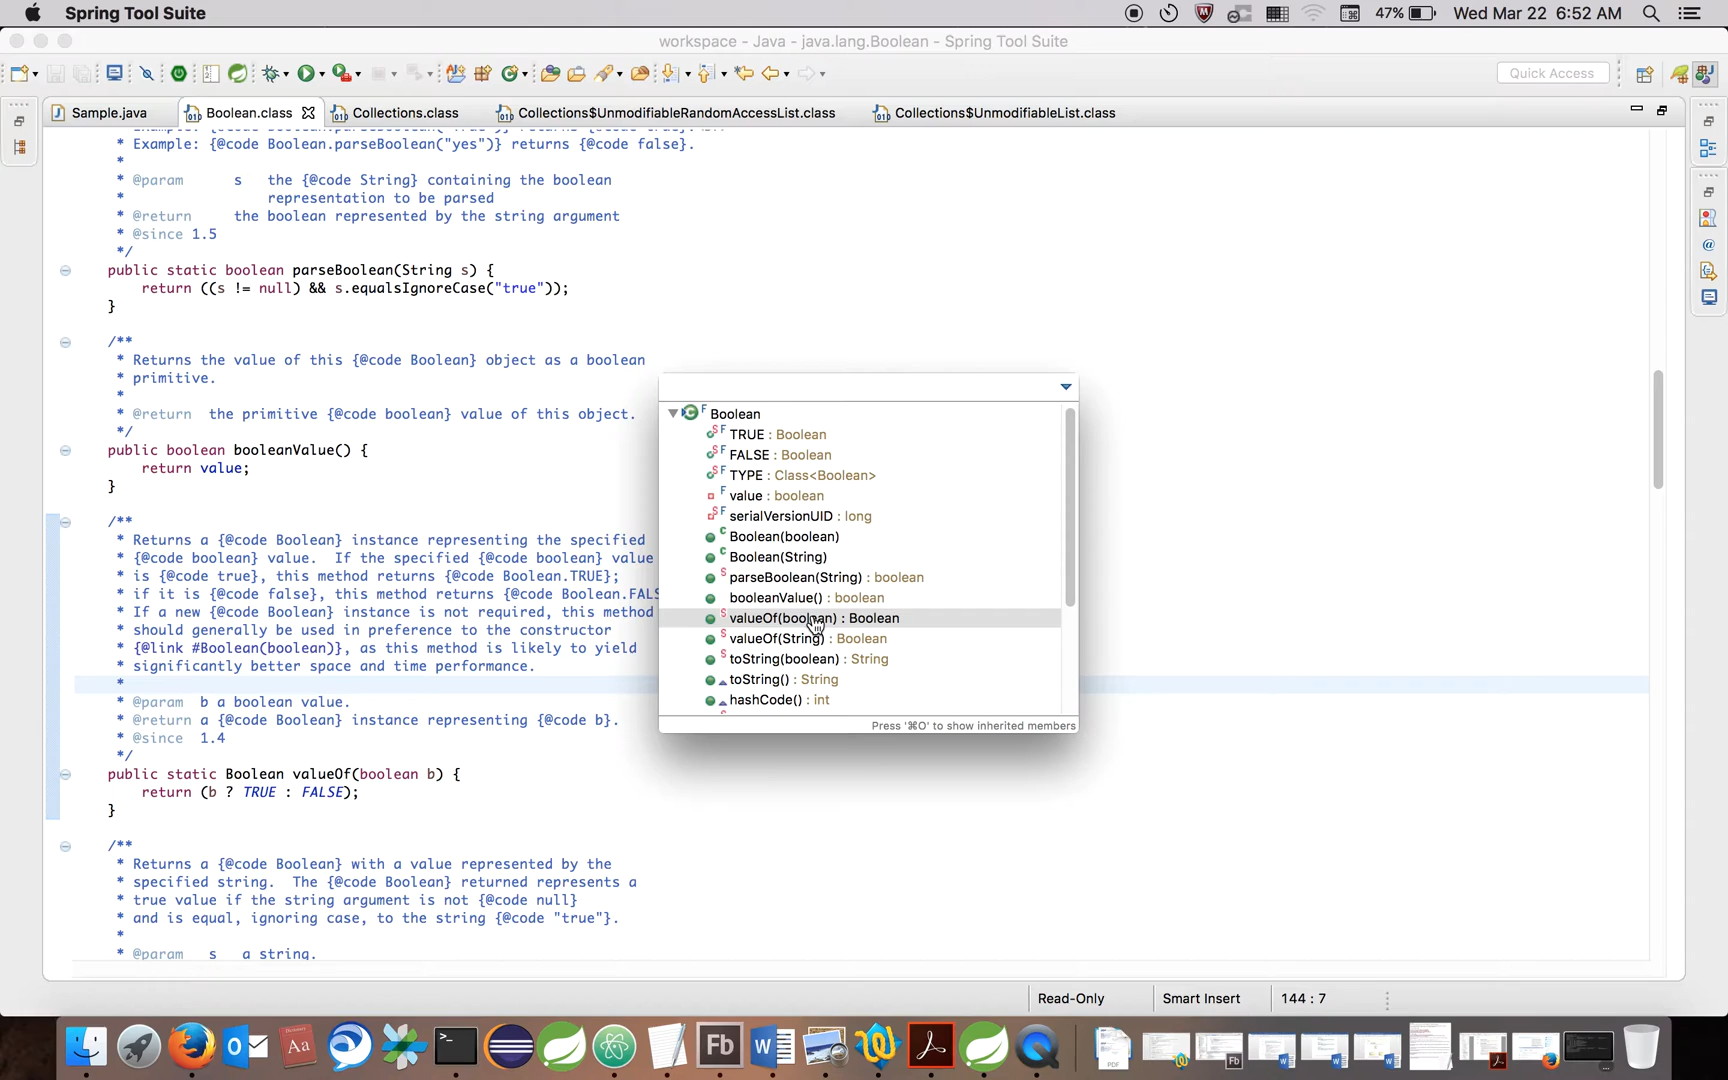 Spring Tool Suite
47%
Wed Mar 22 6:52 AM
workspace - Java - java.lang.Boolean - Spring Tool Suite
Quick Access
Sample.java
Boolean.class
Collections.class
Collections$UnmodifiableRandomAccessList.class
Collections$UnmodifiableList.class
* Example: {@code Boolean.parseBoolean("yes")} returns {@code false}.
*
* @param s the {@code String} containing the boolean
* representation to be parsed
* @return the boolean represented by the string argument
* @since 1.5
*/
public static boolean parseBoolean(String s) {
return ((s != null) && s.equalsIgnoreCase("true"));
}
/**
* Returns the value of this {@code Boolean} object as a boolean
* primitive.
*
* @return the primitive {@code boolean} value of this object.
*/
public boolean booleanValue() {
return value;
}
/**
* Returns a {@code Boolean} instance representing the specified
* {@code boolean} value. If the specified {@code boolean} value
* is {@code true}, this method returns {@code Boolean.TRUE};
* if it is {@code false}, this method returns {@code Boolean.FALS
* If a new {@code Boolean} instance is not required, this method
* should generally be used in preference to the constructor
* {@link #Boolean(boolean)}, as this method is likely to yield
* significantly better space and time performance.
*
* @param b a boolean value.
* @return a {@code Boolean} instance representing {@code b}.
* @since 1.4
*/
public static Boolean valueOf(boolean b) {
return (b ? TRUE : FALSE);
}
/**
* Returns a {@code Boolean} with a value represented by the
* specified string. The {@code Boolean} returned represents a
* true value if the string argument is not {@code null}
* and is equal, ignoring case, to the string {@code "true"}.
*
* @param s a string.
Boolean
TRUE : Boolean
FALSE : Boolean
TYPE : Class<Boolean>
value : boolean
serialVersionUID : long
Boolean(boolean)
Boolean(String)
parseBoolean(String) : boolean
booleanValue() : boolean
valueOf(boolean) : Boolean
valueOf(String) : Boolean
toString(boolean) : String
toString() : String
hashCode() : int
Press '⌘O' to show inherited members
Read-Only
Smart Insert
144 : 7
Aa
Fb